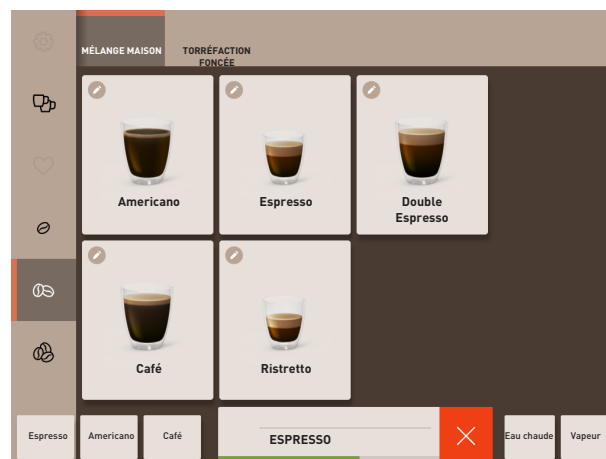 MÉLANGE MAISON
TORRÉFACTION
FONCÉE
Americano
Espresso
Double
Espresso
Café
Ristretto
Espresso
Americano
Café
ESPRESSO
Eau chaude
Vapeur